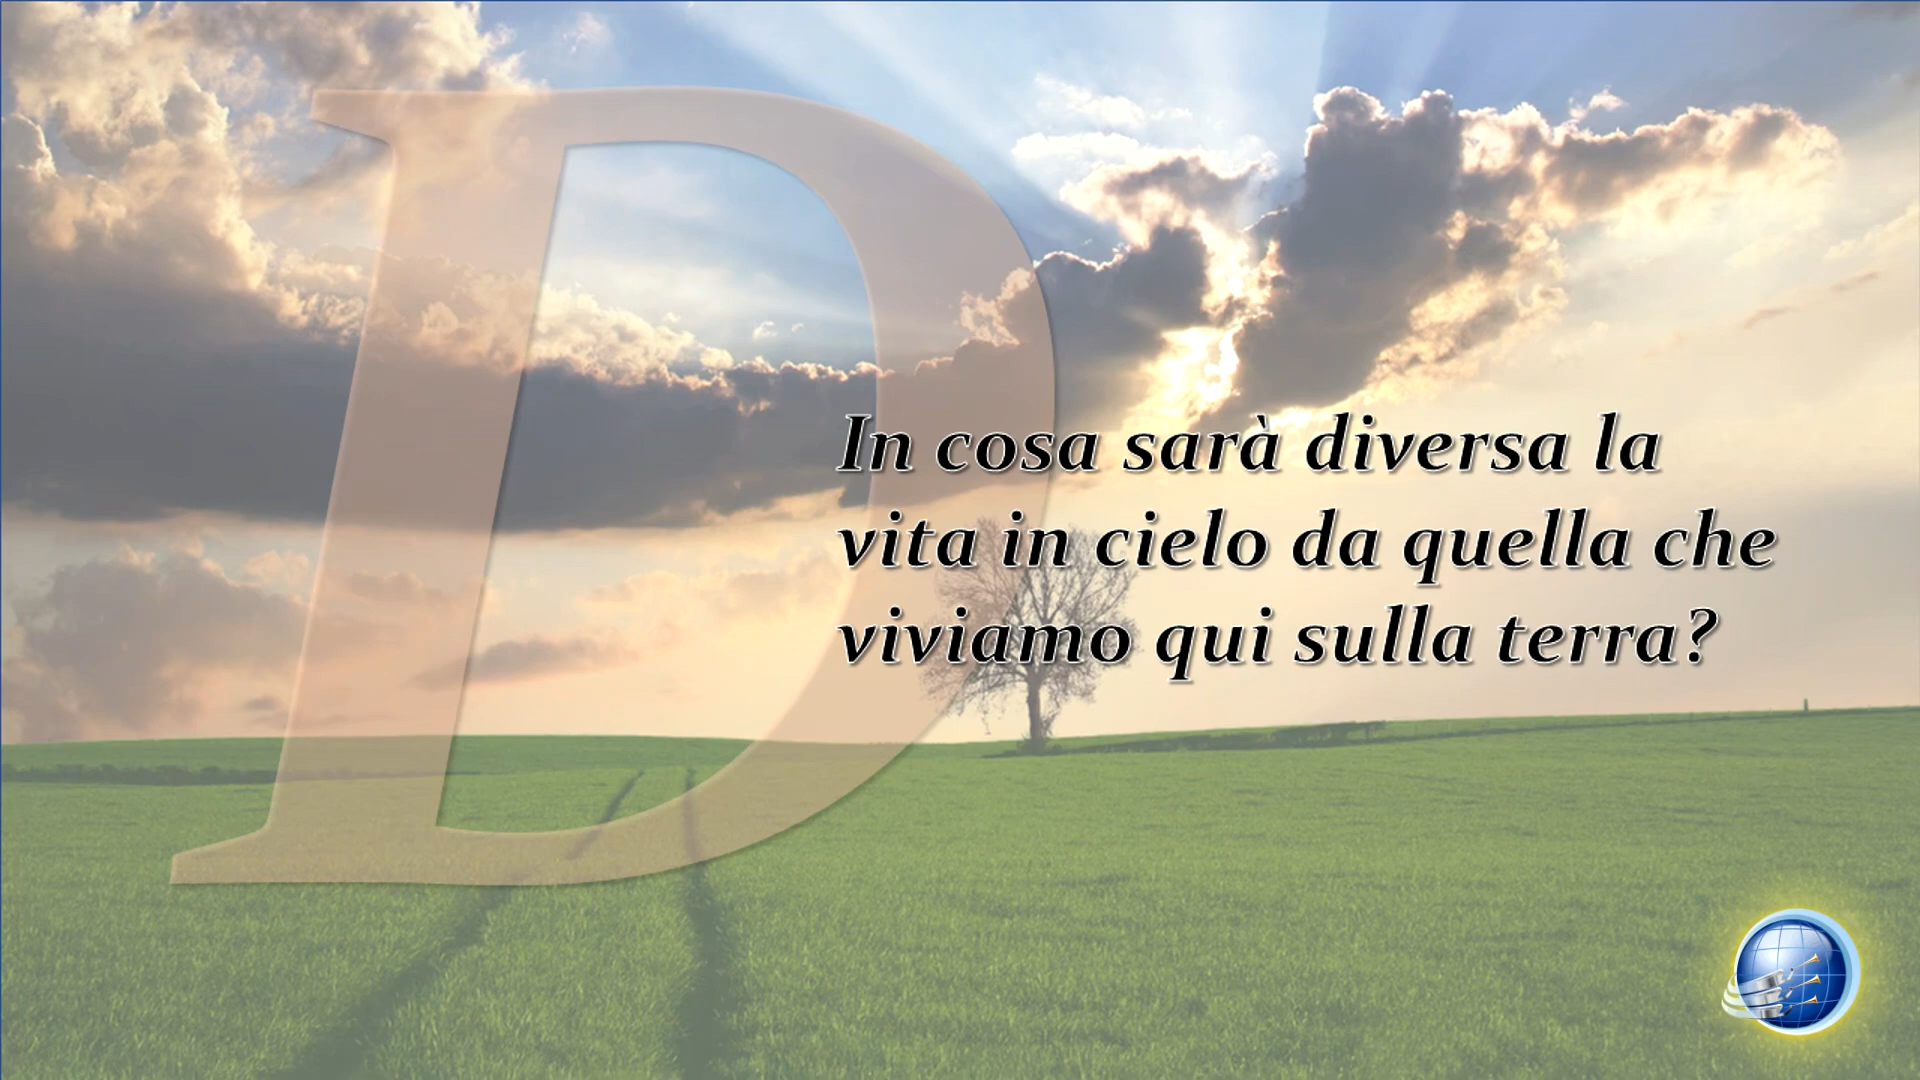 D
In cosa sarà diversa la
vita in cielo da quella che
viviamo qui sulla terra?